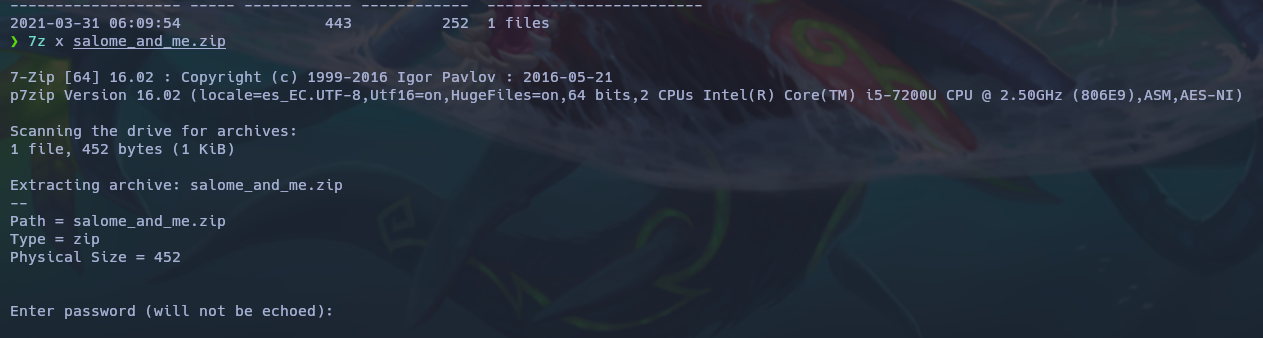 ------------------- ----- ------------ ------------  ------------------------
2021-03-31 06:09:54                443          252  1 files
❯ 7z x salome_and_me.zip
7-Zip [64] 16.02 : Copyright (c) 1999-2016 Igor Pavlov : 2016-05-21
p7zip Version 16.02 (locale=es_EC.UTF-8,Utf16=on,HugeFiles=on,64 bits,2 CPUs Intel(R) Core(TM) i5-7200U CPU @ 2.50GHz (806E9),ASM,AES-NI)
Scanning the drive for archives:
1 file, 452 bytes (1 KiB)
Extracting archive: salome_and_me.zip
--
Path = salome_and_me.zip
Type = zip
Physical Size = 452
Enter password (will not be echoed):